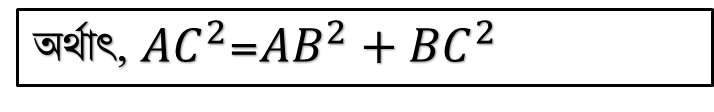 অর্থাৎ, AC²=AB² + BC²